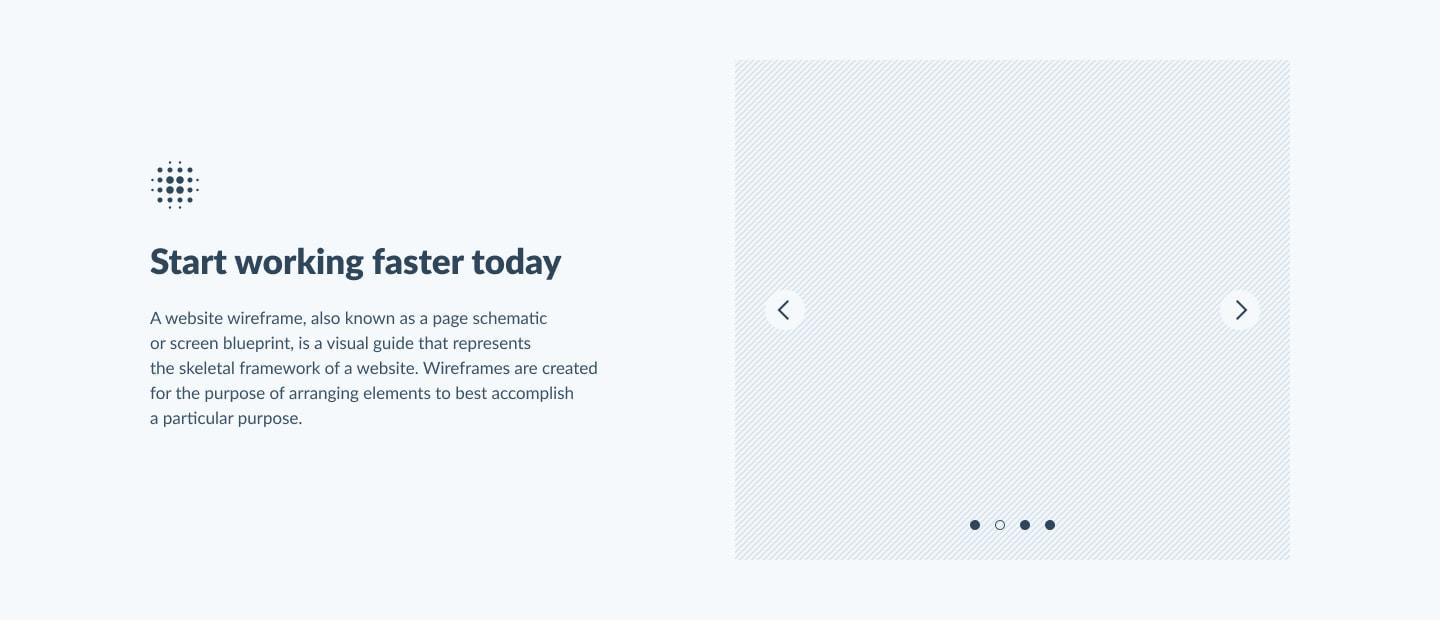 Start working faster today
A website wireframe, also known as a page schematic
or screen blueprint, is a visual guide that represents
the skeletal framework of a website. Wireframes are created
for the purpose of arranging elements to best accomplish
a particular purpose.